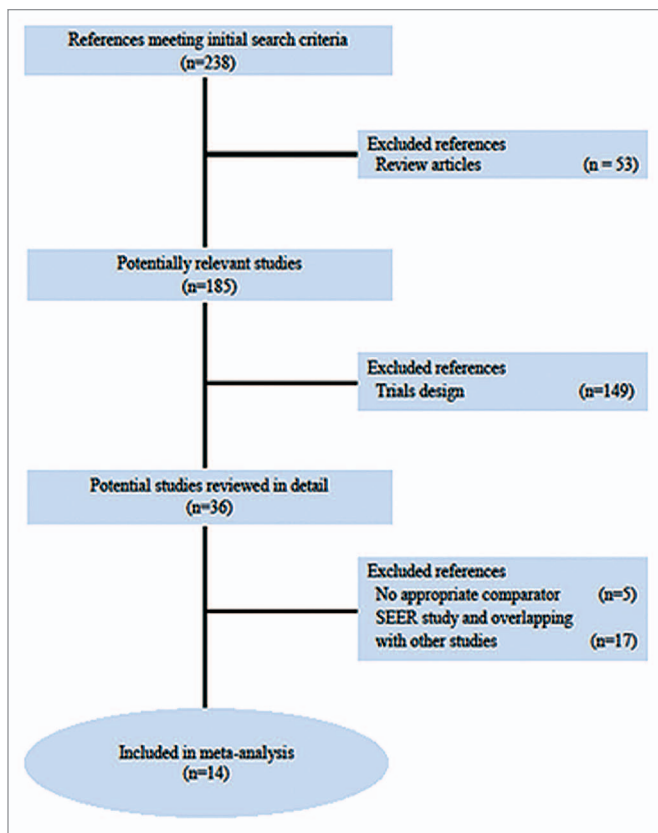 References meeting initial search criteria
(n=238)
Excluded references
Review articles (n = 53)
Potentially relevant studies
(n=185)
Excluded references
Trials design (n=149)
Potential studies reviewed in detail
(n=36)
Excluded references
No appropriate comparator (n=5)
SEER study and overlapping
with other studies (n=17)
Included in meta-analysis
(n=14)